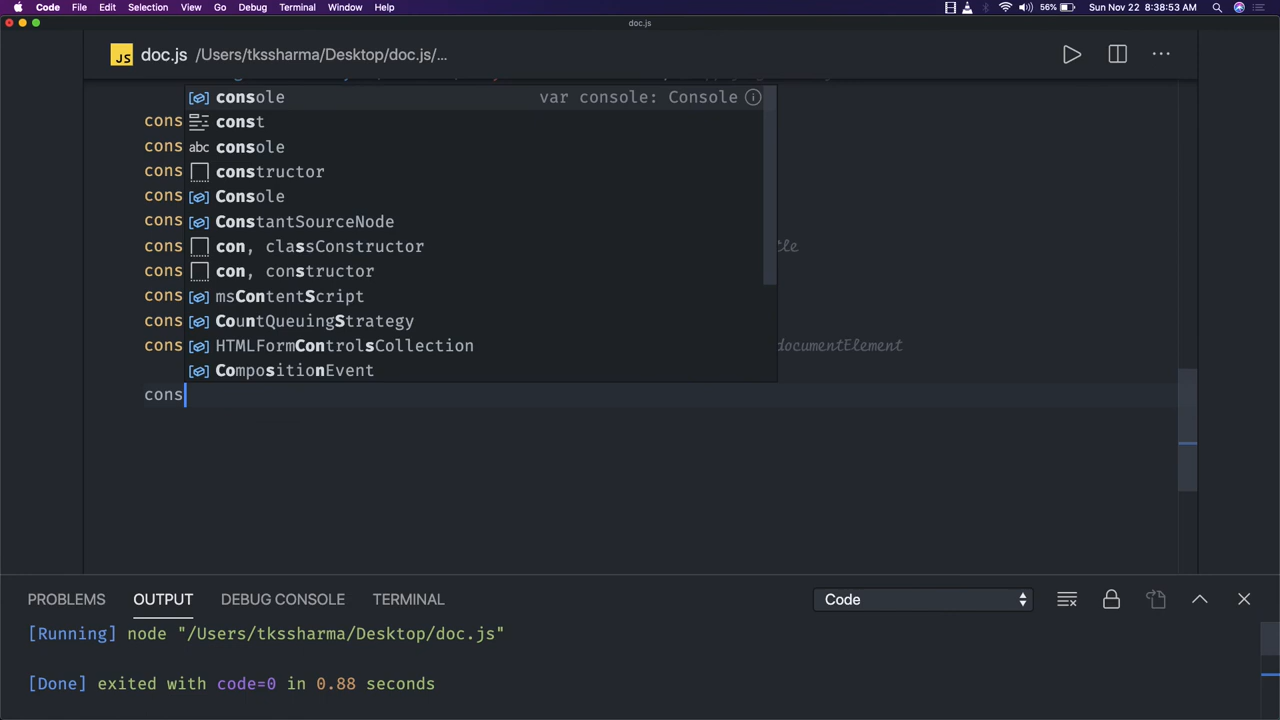 Code File Edit Selection View Go Debug Terminal Window Help 56% Sun Nov 22 8:38:53 AM
doc.js
JS doc.js /Users/tkssharma/Desktop/doc.js/...
console var console: Console
cons const
cons console
cons constructor
cons Console
cons ConstantSourceNode
cons con, classConstructor tle
cons con, constructor
cons msContentScript
cons CountQueuingStrategy
cons HTMLFormControlsCollection documentElement
CompositionEvent
cons
PROBLEMS OUTPUT DEBUG CONSOLE TERMINAL Code
[Running] node "/Users/tkssharma/Desktop/doc.js"
[Done] exited with code=0 in 0.88 seconds